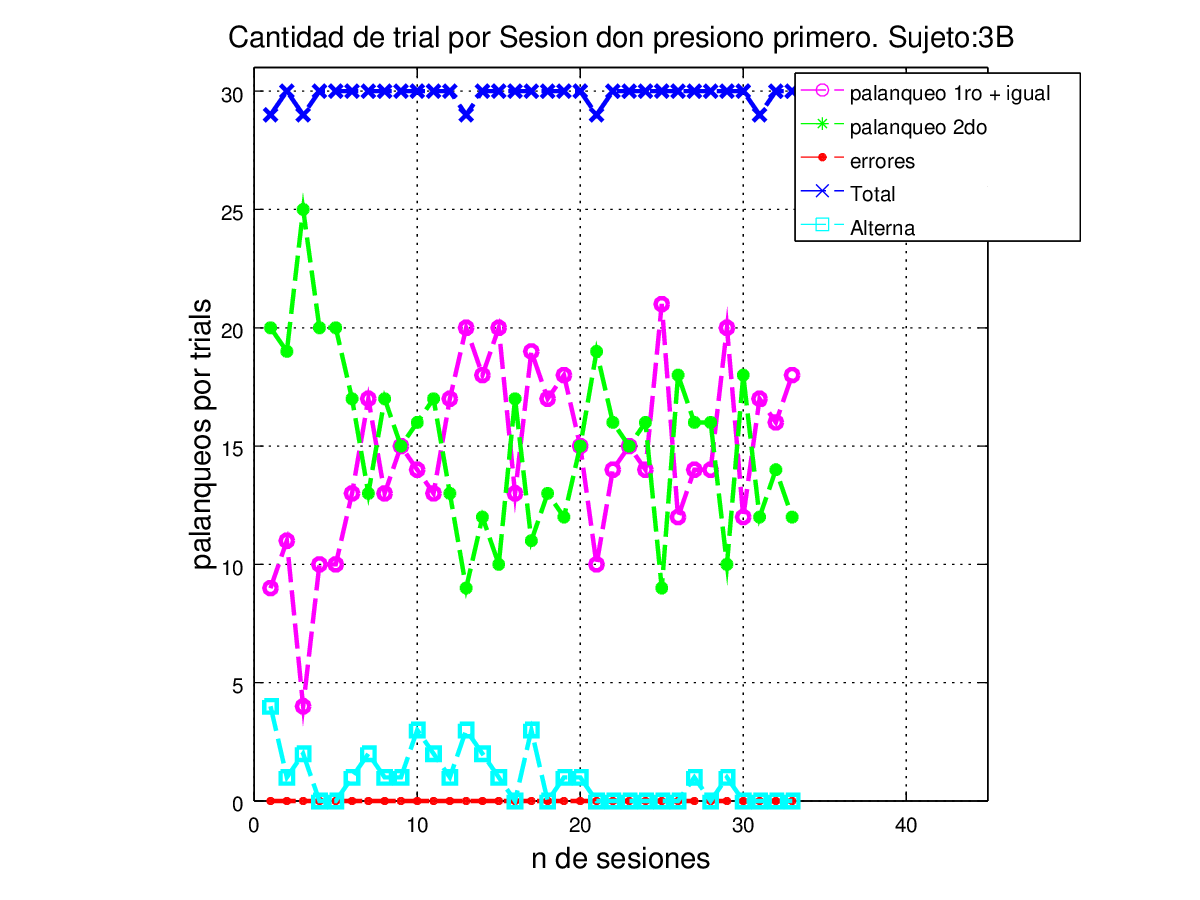 Cantidad de trial por Sesion don presiono primero. Sujeto:3B
palanqueo 1ro + igual
palanqueo 2do
errores
Total
Alterna
palanqueos por trials
30
25
20
15
10
5
0
0 10 20 30 40
n de sesiones